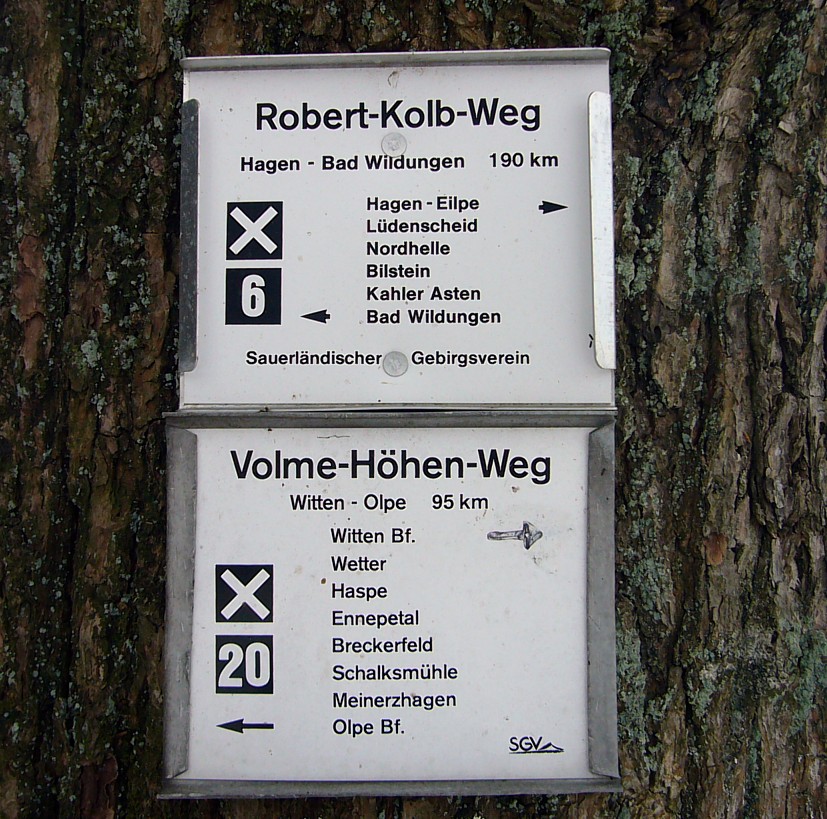 Robert-Kolb-Weg
Hagen - Bad Wildungen 190 km
Hagen - Eilpe
Lüdenscheid
Nordhelle
Bilstein
Kahler Asten
6
Bad Wildungen
Sauerländischer Gebirgsverein
Volme-Höhen-Weg
Witten - Olpe 95 km
Witten Bf.
Wetter
Haspe
Ennepetal
Breckerfeld
20
Schalksmühle
Meinerzhagen
Olpe Bf.
SGV